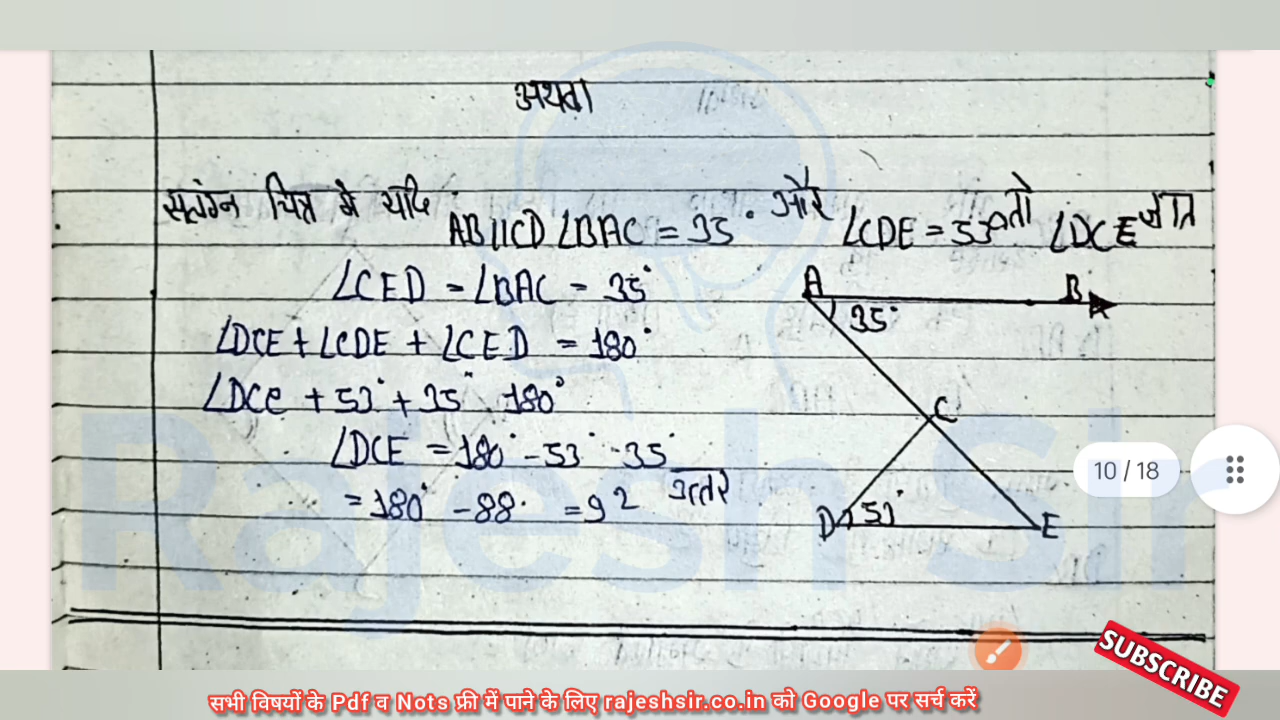 अथवा
संलग्न चित्र मे यदि AB||CD ∠BAC = 35° और ∠CDE = 53° तो ∠DCE ज्ञात
∠CED = ∠BAC = 35°
∠DCE + ∠CDE + ∠CED = 180°
∠DCe + 53° + 35° 180°
∠DCE = 180° - 53° - 35°
= 180° - 88° = 92 उत्तर
A
B
35°
C
D
53°
E
10 / 18
Rajesh Sir
SUBSCRIBE
सभी विषयों के Pdf व Nots फ्री में पाने के लिए rajeshsir.co.in को Google पर सर्च करें